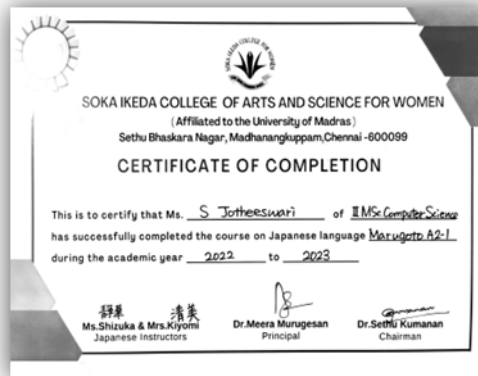 SOKA IKEDA COLLEGE OF ARTS AND SCIENCE FOR WOMEN
(Affiliated to the University of Madras)
Sethu Bhaskara Nagar, Madhanangkuppam,Chennai -600099
CERTIFICATE OF COMPLETION
This is to certify that Ms. S Jotheeswari of II MSc Computer Science
has successfully completed the course on Japanese language Marugoto A2-1
during the academic year 2022 to 2023
静華 清美
Ms.Shizuka & Mrs.Kiyomi Dr.Meera Murugesan Dr.Sethu Kumanan
Japanese Instructors Principal Chairman